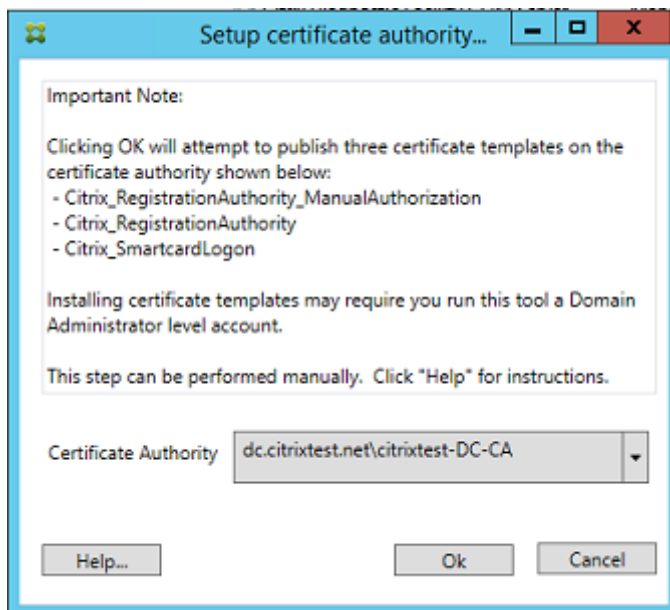 Setup certificate authority...
Important Note:
Clicking OK will attempt to publish three certificate templates on the
certificate authority shown below:
- Citrix_RegistrationAuthority_ManualAuthorization
- Citrix_RegistrationAuthority
- Citrix_SmartcardLogon
Installing certificate templates may require you run this tool a Domain
Administrator level account.
This step can be performed manually.  Click "Help" for instructions.
Certificate Authority
dc.citrixtest.net\citrixtest-DC-CA
Help...
Ok
Cancel